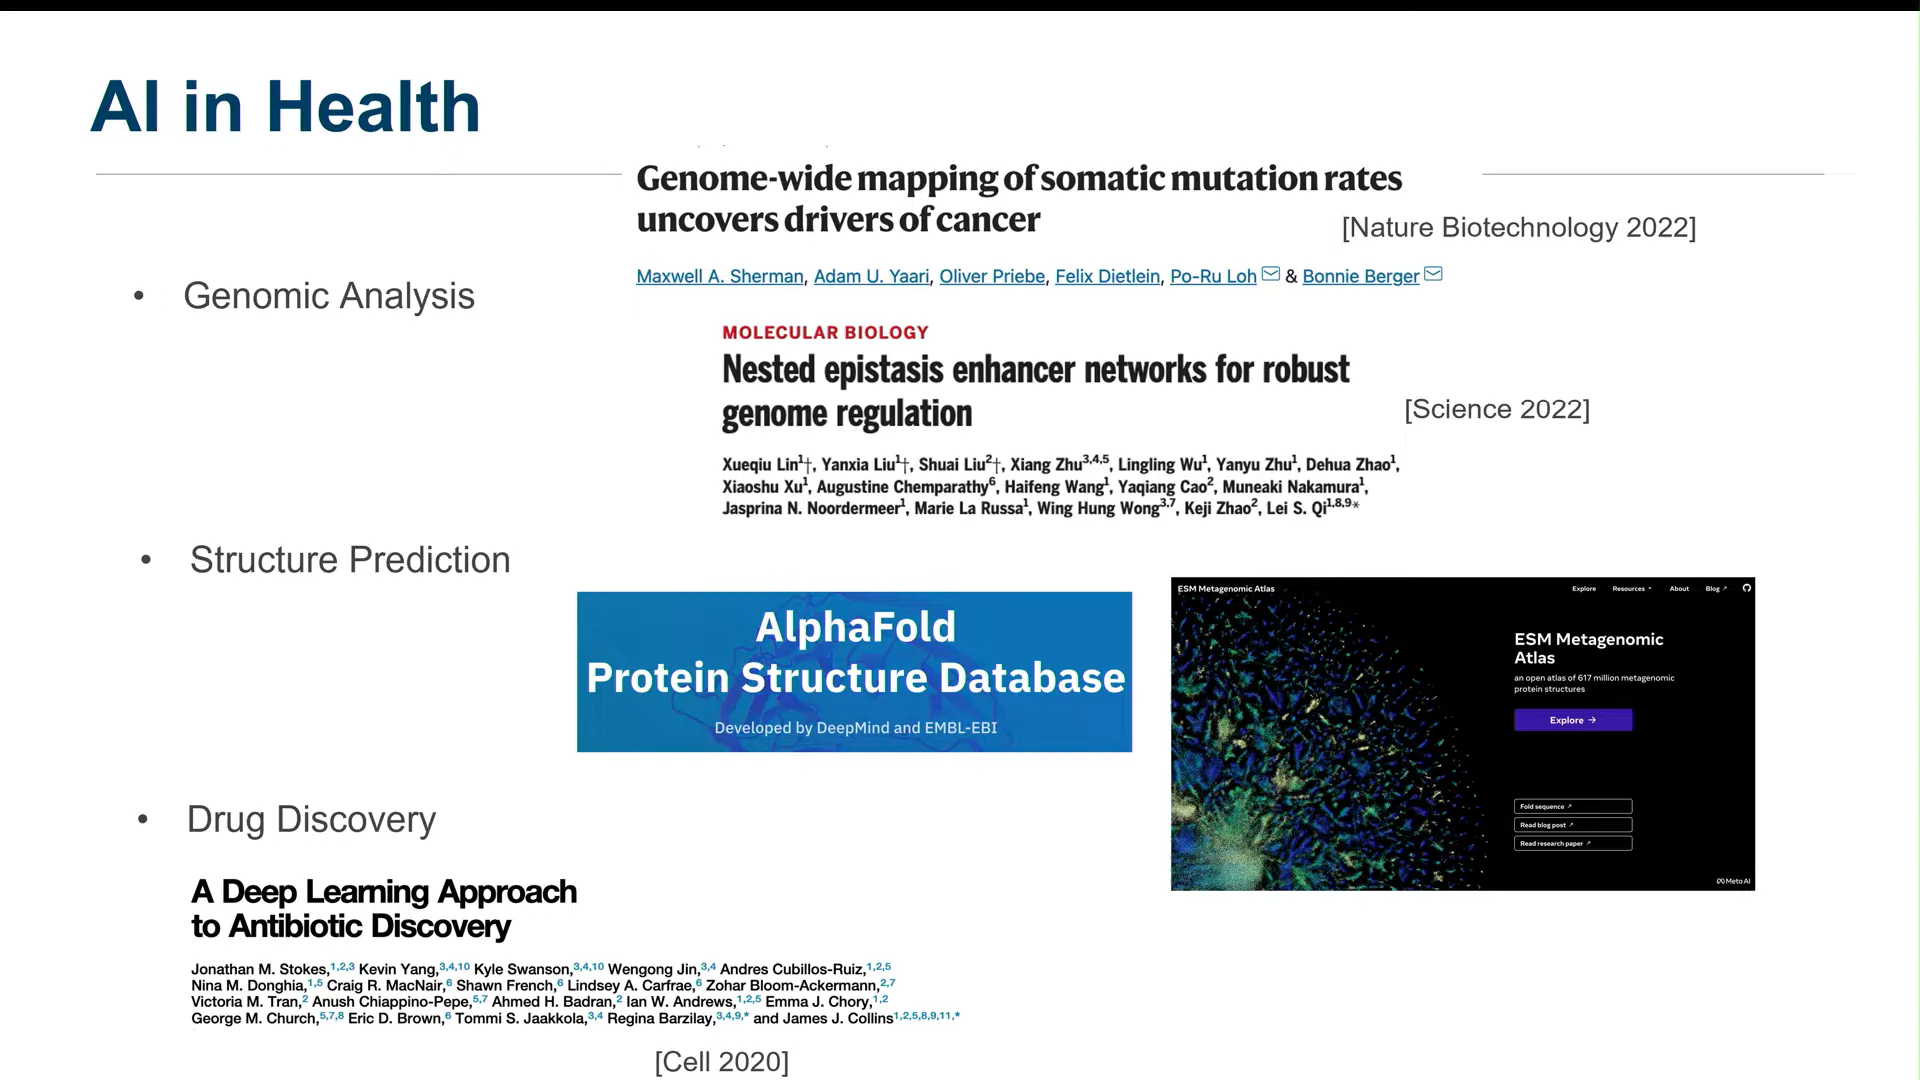 AI in Health
Genome-wide mapping of somatic mutation rates
uncovers drivers of cancer
[Nature Biotechnology 2022]
Maxwell A. Sherman, Adam U. Yaari, Oliver Priebe, Felix Dietlein, Po-Ru Loh & Bonnie Berger
• Genomic Analysis
MOLECULAR BIOLOGY
Nested epistasis enhancer networks for robust
genome regulation
[Science 2022]
Xueqiu Lin1†, Yanxia Liu1†, Shuai Liu2†, Xiang Zhu3,4,5, Lingling Wu1, Yanyu Zhu1, Dehua Zhao1,
Xiaoshu Xu1, Augustine Chemparathy6, Haifeng Wang1, Yaqiang Cao2, Muneaki Nakamura1,
Jasprina N. Noordermeer1, Marie La Russa1, Wing Hung Wong3,7, Keji Zhao2, Lei S. Qi1,8,9*
• Structure Prediction
AlphaFold
Protein Structure Database
Developed by DeepMind and EMBL-EBI
ESM Metagenomic Atlas
Explore Resources About Blog ↗
ESM Metagenomic
Atlas
an open atlas of 617 million metagenomic
protein structures
Explore →
Fold sequence ↗
Read blog post ↗
Read research paper ↗
Meta AI
• Drug Discovery
A Deep Learning Approach
to Antibiotic Discovery
Jonathan M. Stokes,1,2,3 Kevin Yang,3,4,10 Kyle Swanson,3,4,10 Wengong Jin,3,4 Andres Cubillos-Ruiz,1,2,5
Nina M. Donghia,1,5 Craig R. MacNair,6 Shawn French,6 Lindsey A. Carfrae,6 Zohar Bloom-Ackermann,2,7
Victoria M. Tran,2 Anush Chiappino-Pepe,5,7 Ahmed H. Badran,2 Ian W. Andrews,1,2,5 Emma J. Chory,1,2
George M. Church,5,7,8 Eric D. Brown,6 Tommi S. Jaakkola,3,4 Regina Barzilay,3,4,9,* and James J. Collins1,2,5,8,9,11,*
[Cell 2020]